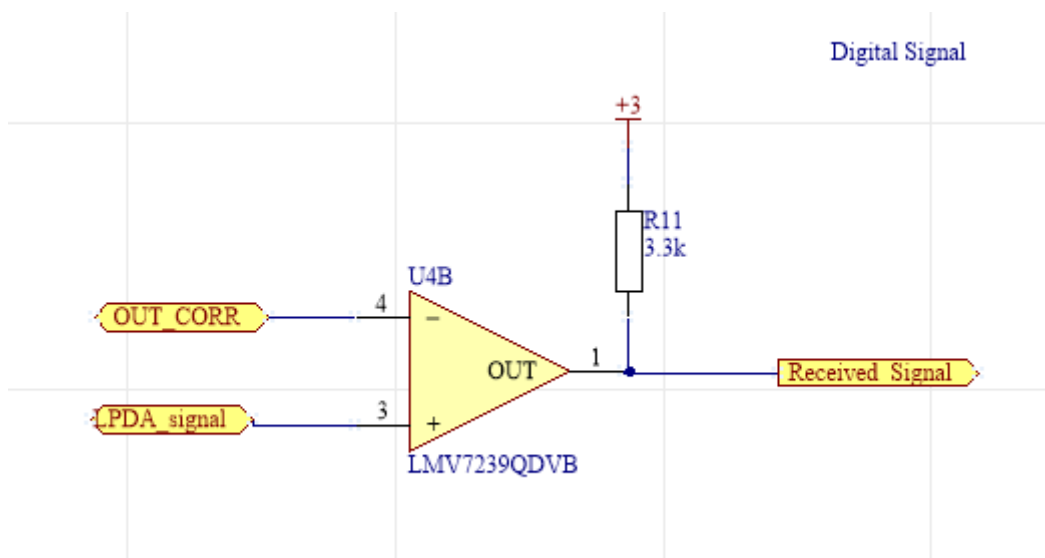 Digital Signal
+3
R11
3.3k
U4B
OUT_CORR
4
−
OUT
1
Received_Signal
LPDA_signal
3
+
LMV7239QDVB